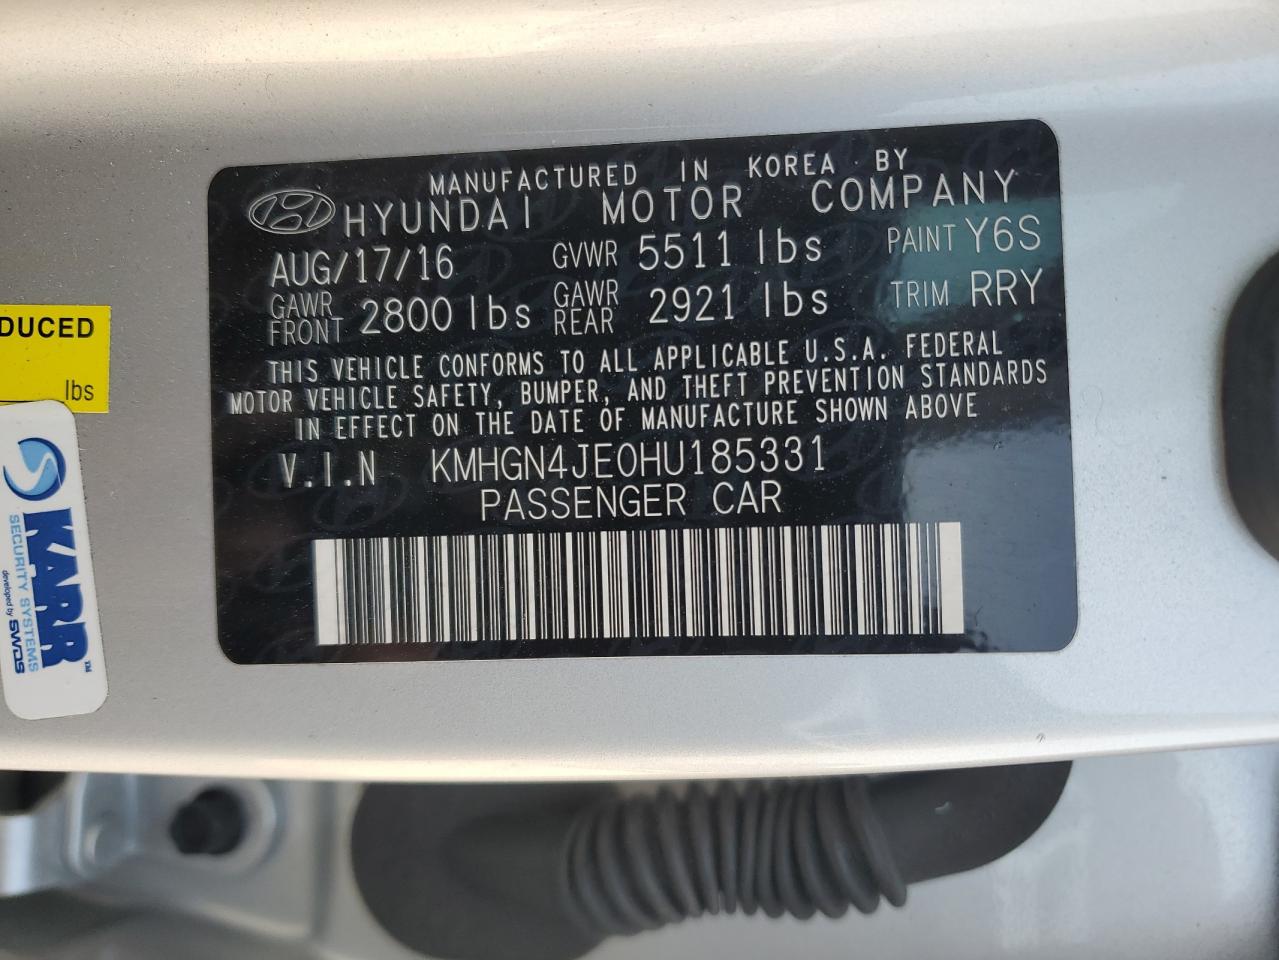 MANUFACTURED IN KOREA BY
HYUNDAI MOTOR COMPANY
AUG/17/16 GVWR 5511 lbs PAINT Y6S
GAWR FRONT 2800 lbs GAWR REAR 2921 lbs TRIM RRY
THIS VEHICLE CONFORMS TO ALL APPLICABLE U.S.A. FEDERAL
MOTOR VEHICLE SAFETY, BUMPER, AND THEFT PREVENTION STANDARDS
IN EFFECT ON THE DATE OF MANUFACTURE SHOWN ABOVE
V.I.N KMHGN4JE0HU185331
PASSENGER CAR
DUCED
lbs
KARR
SECURITY SYSTEMS
developed by SWDS